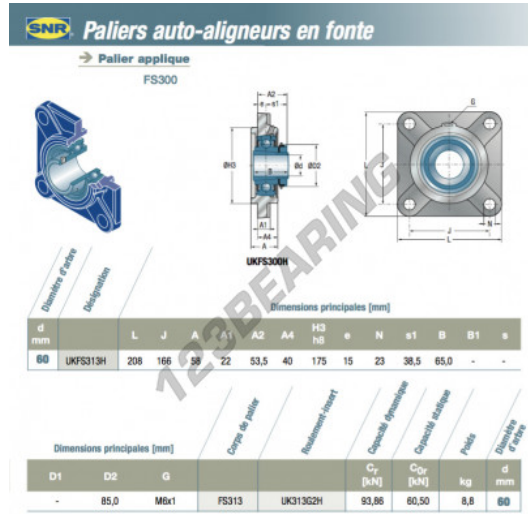 SNR Paliers auto-aligneurs en fonte
Palier applique
FS300
A2
e s1
G
ØH3
Ød
ØD2
B
A1
A4
A
L
J
J
N
L
UKFS300H
123BEARING
Diamètre d'arbre
Désignation
Dimensions principales [mm]
d mm L J A A1 A2 A4 H3 h8 e N s1 B B1 s
60 UKFS313H 208 166 58 22 53,5 40 175 15 23 38,5 65,0 - - -
Dimensions principales [mm]
Corps de palier
Roulement-insert
Capacité dynamique
Capacité statique
Poids
Diamètre d'arbre
D1 D2 G Cr [kN] C0r [kN] kg d mm
- 85,0 M6x1 FS313 UK313G2H 93,86 60,50 8,8 60